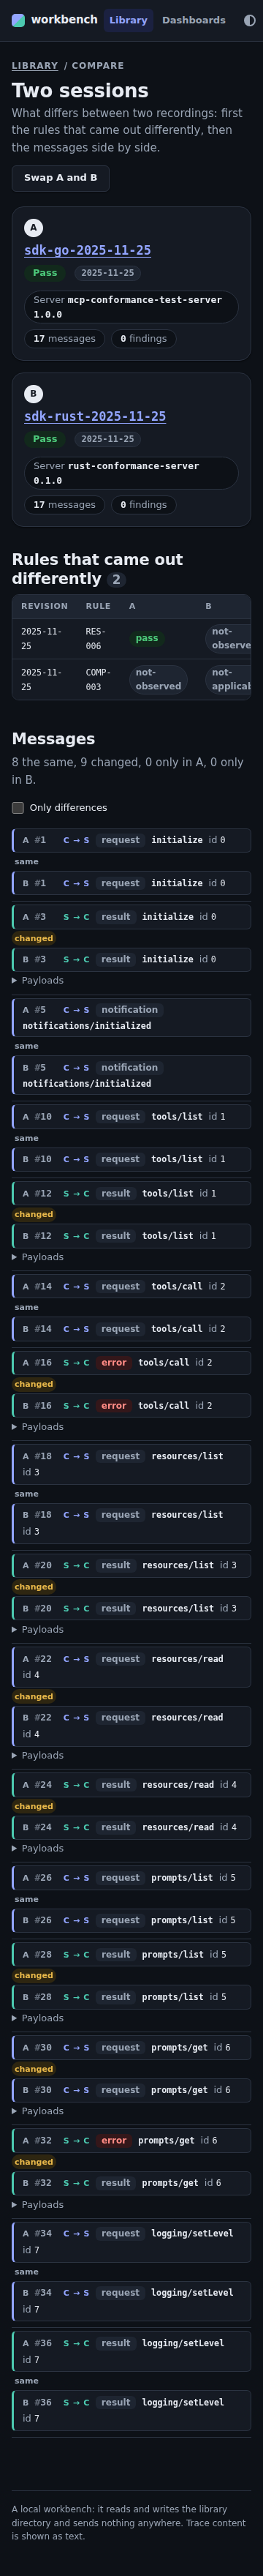 workbench Library Dashboards
LIBRARY / COMPARE
Two sessions
What differs between two recordings: first
the rules that came out differently, then
the messages side by side.
Swap A and B
A
sdk-go-2025-11-25
Pass 2025-11-25
Server mcp-conformance-test-server
1.0.0
17 messages 0 findings
B
sdk-rust-2025-11-25
Pass 2025-11-25
Server rust-conformance-server
0.1.0
17 messages 0 findings
Rules that came out
differently 2
REVISION RULE A B
2025-11-25 RES-006 pass not-observe
2025-11-25 COMP-003 not-observed not-applicab
Messages
8 the same, 9 changed, 0 only in A, 0 only
in B.
Only differences
A #1 C → S request initialize id 0
same
B #1 C → S request initialize id 0
A #3 S → C result initialize id 0
changed
B #3 S → C result initialize id 0
Payloads
A #5 C → S notification
notifications/initialized
same
B #5 C → S notification
notifications/initialized
A #10 C → S request tools/list id 1
same
B #10 C → S request tools/list id 1
A #12 S → C result tools/list id 1
changed
B #12 S → C result tools/list id 1
Payloads
A #14 C → S request tools/call id 2
same
B #14 C → S request tools/call id 2
A #16 S → C error tools/call id 2
changed
B #16 S → C error tools/call id 2
Payloads
A #18 C → S request resources/list
id 3
same
B #18 C → S request resources/list
id 3
A #20 S → C result resources/list id 3
changed
B #20 S → C result resources/list id 3
Payloads
A #22 C → S request resources/read
id 4
changed
B #22 C → S request resources/read
id 4
Payloads
A #24 S → C result resources/read id 4
changed
B #24 S → C result resources/read id 4
Payloads
A #26 C → S request prompts/list id 5
same
B #26 C → S request prompts/list id 5
A #28 S → C result prompts/list id 5
changed
B #28 S → C result prompts/list id 5
Payloads
A #30 C → S request prompts/get id 6
changed
B #30 C → S request prompts/get id 6
Payloads
A #32 S → C error prompts/get id 6
changed
B #32 S → C result prompts/get id 6
Payloads
A #34 C → S request logging/setLevel
id 7
same
B #34 C → S request logging/setLevel
id 7
A #36 S → C result logging/setLevel
id 7
same
B #36 S → C result logging/setLevel
id 7
A local workbench: it reads and writes the library
directory and sends nothing anywhere. Trace content
is shown as text.